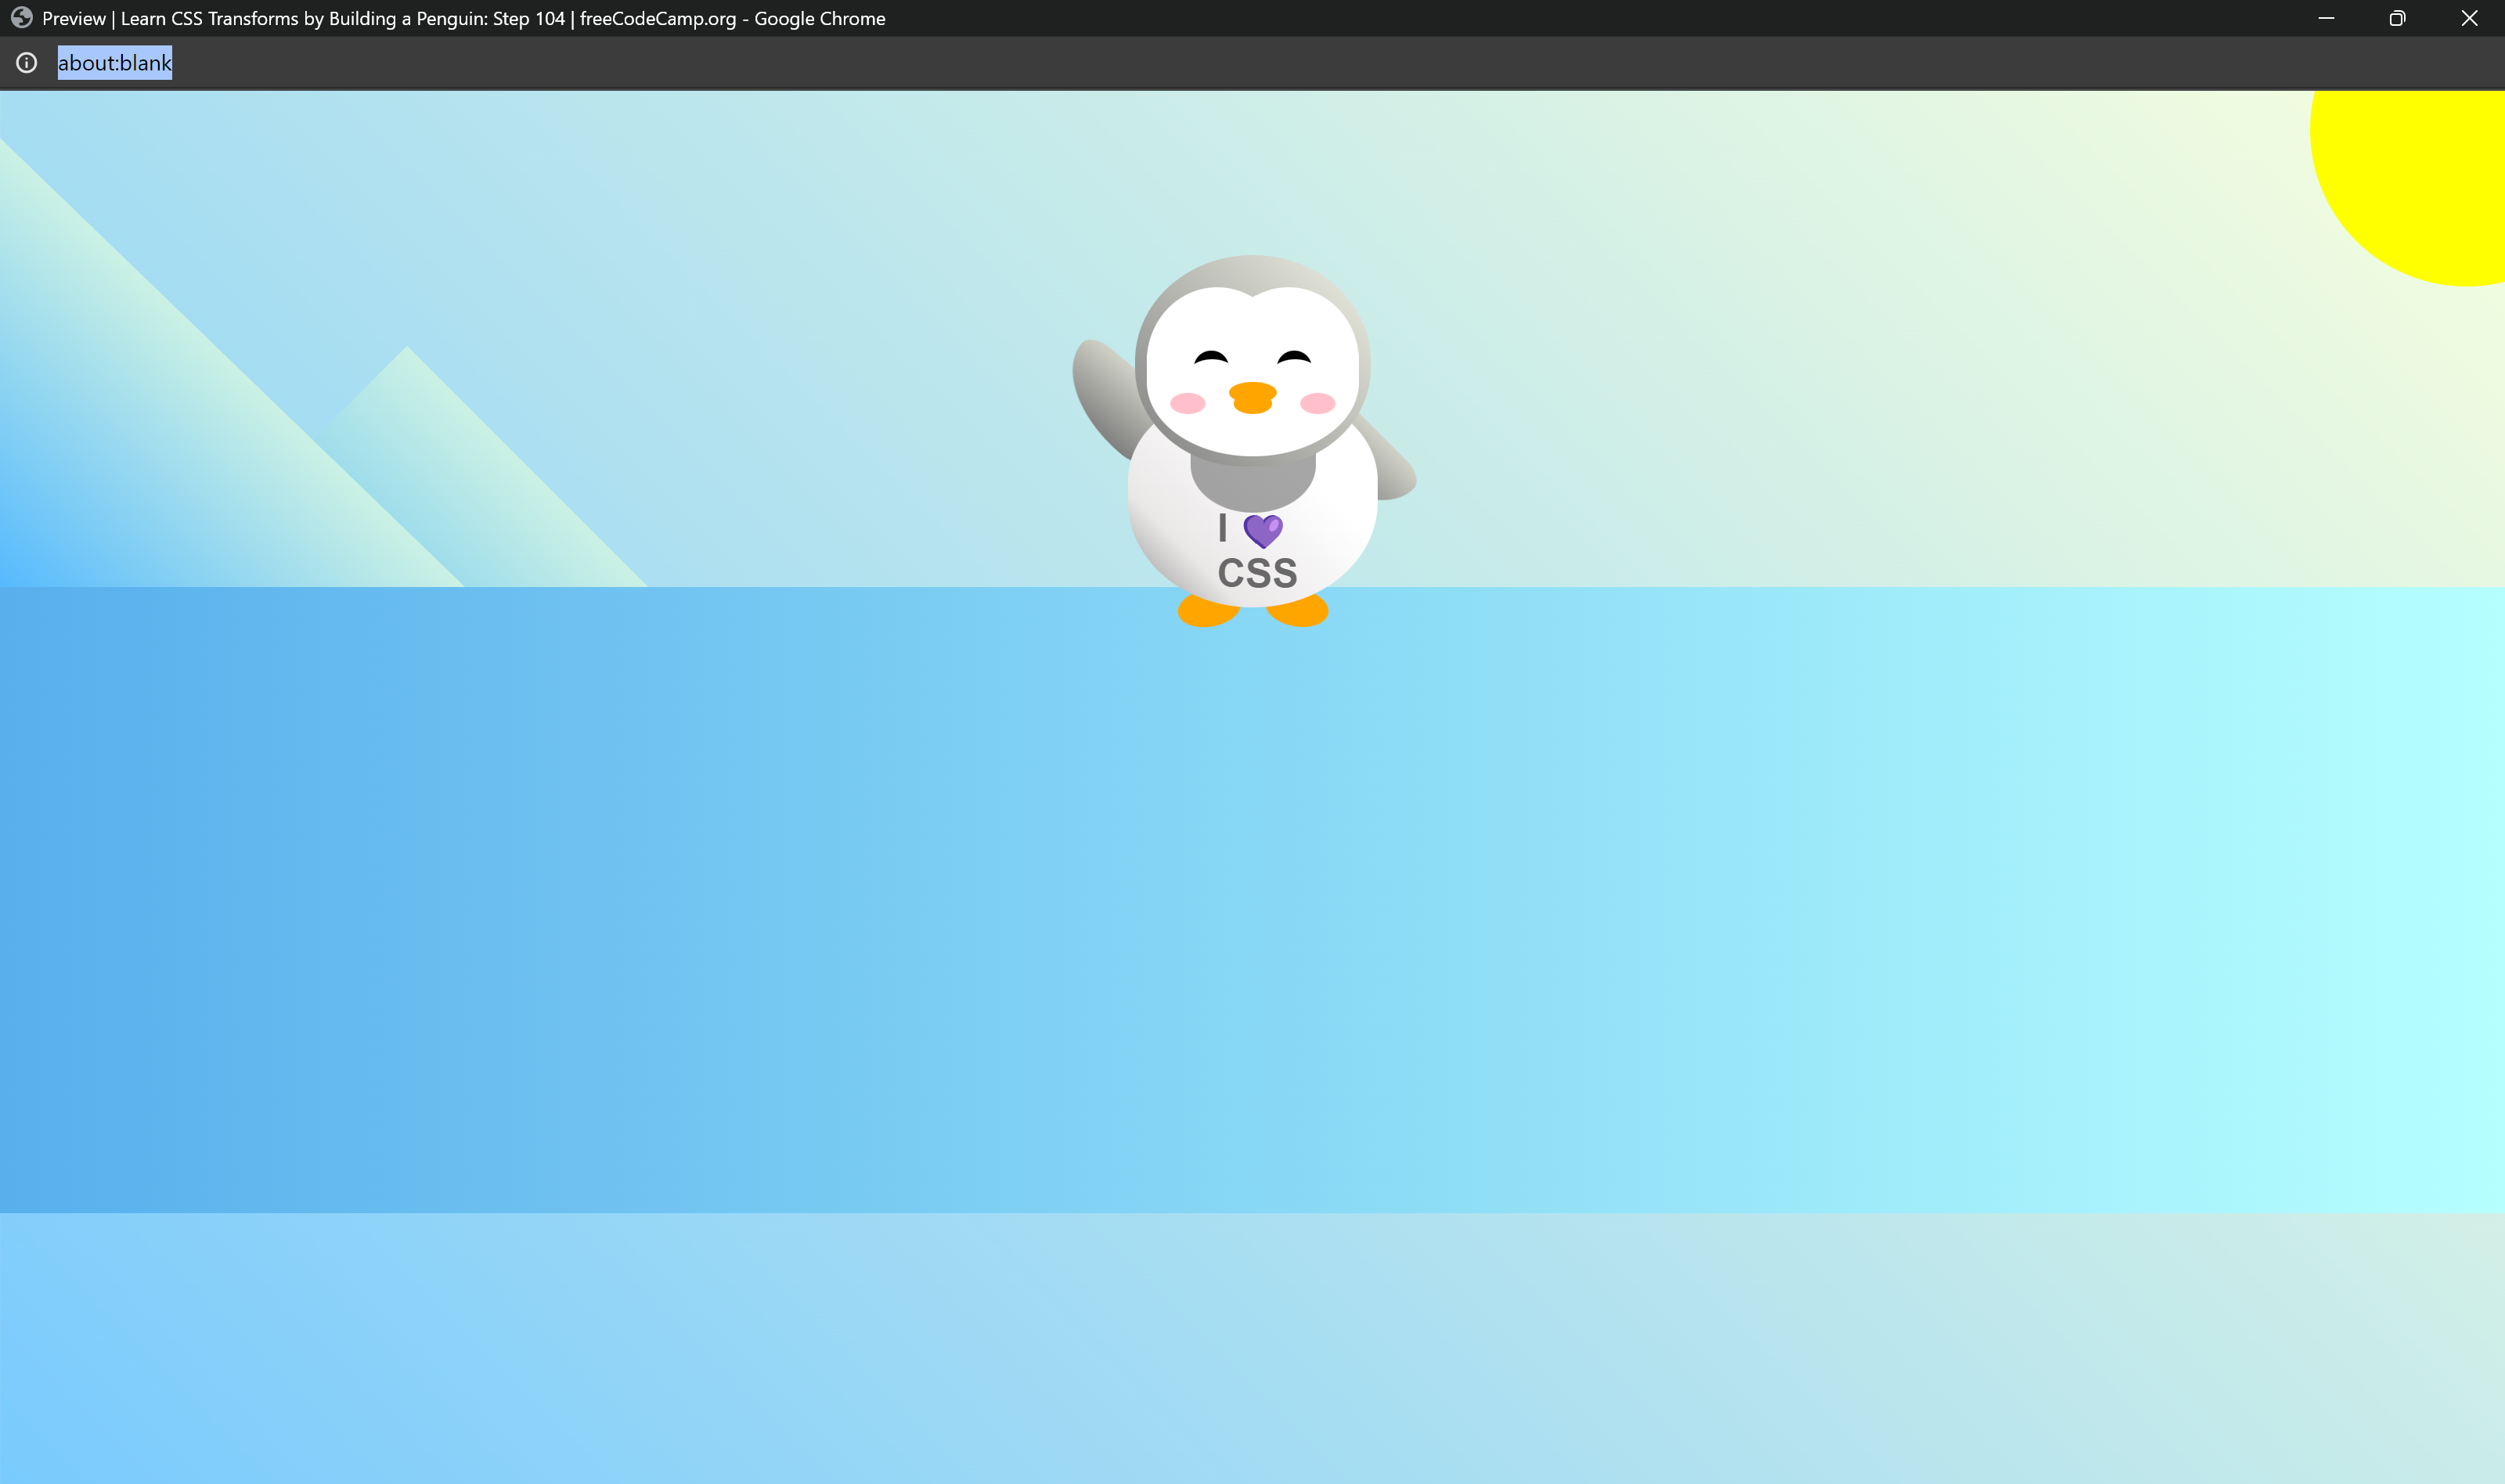 Preview | Learn CSS Transforms by Building a Penguin: Step 104 | freeCodeCamp.org - Google Chrome
about:blank
I 💜
CSS